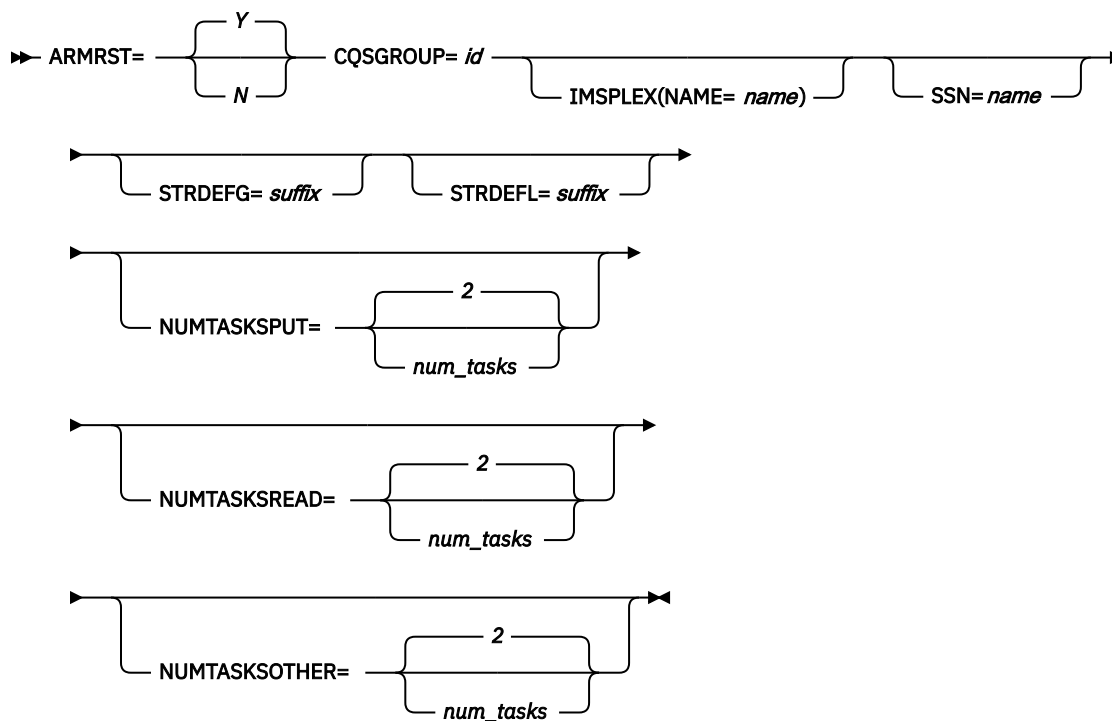 Y
ARMRST= CQSGROUP= id
N IMSPLEX(NAME= name) SSN=name
STRDEFG= suffix STRDEFL= suffix
2
NUMTASKSPUT=
num_tasks
2
NUMTASKSREAD=
num_tasks
2
NUMTASKSOTHER=
num_tasks